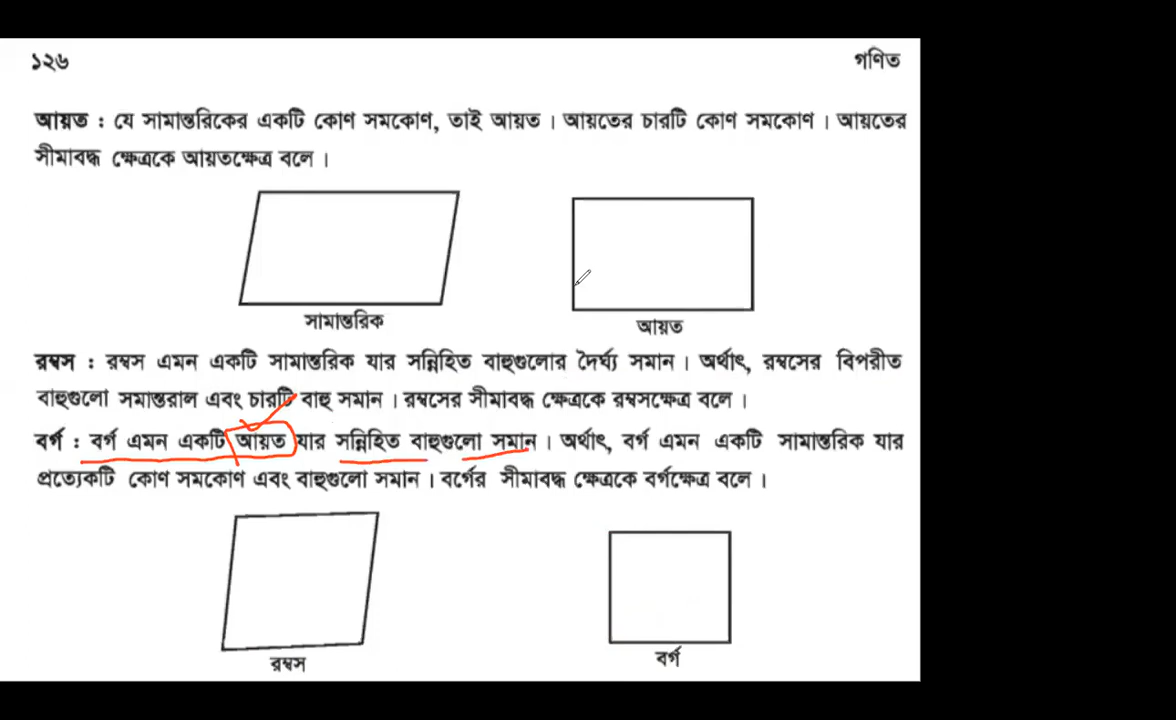 ১২৬
গণিত
আয়ত : যে সামান্তরিকের একটি কোণ সমকোণ, তাই আয়ত। আয়তের চারটি কোণ সমকোণ। আয়তের
সীমাবদ্ধ ক্ষেত্রকে আয়তক্ষেত্র বলে।
সামান্তরিক
আয়ত
রম্বস : রম্বস এমন একটি সামান্তরিক যার সন্নিহিত বাহুগুলোর দৈর্ঘ্য সমান। অর্থাৎ, রম্বসের বিপরীত
বাহুগুলো সমান্তরাল এবং চারটি বাহু সমান। রম্বসের সীমাবদ্ধ ক্ষেত্রকে রম্বসক্ষেত্র বলে।
বর্গ : বর্গ এমন একটি আয়ত যার সন্নিহিত বাহুগুলো সমান। অর্থাৎ, বর্গ এমন একটি সামান্তরিক যার
প্রত্যেকটি কোণ সমকোণ এবং বাহুগুলো সমান। বর্গের সীমাবদ্ধ ক্ষেত্রকে বর্গক্ষেত্র বলে।
রম্বস
বর্গ